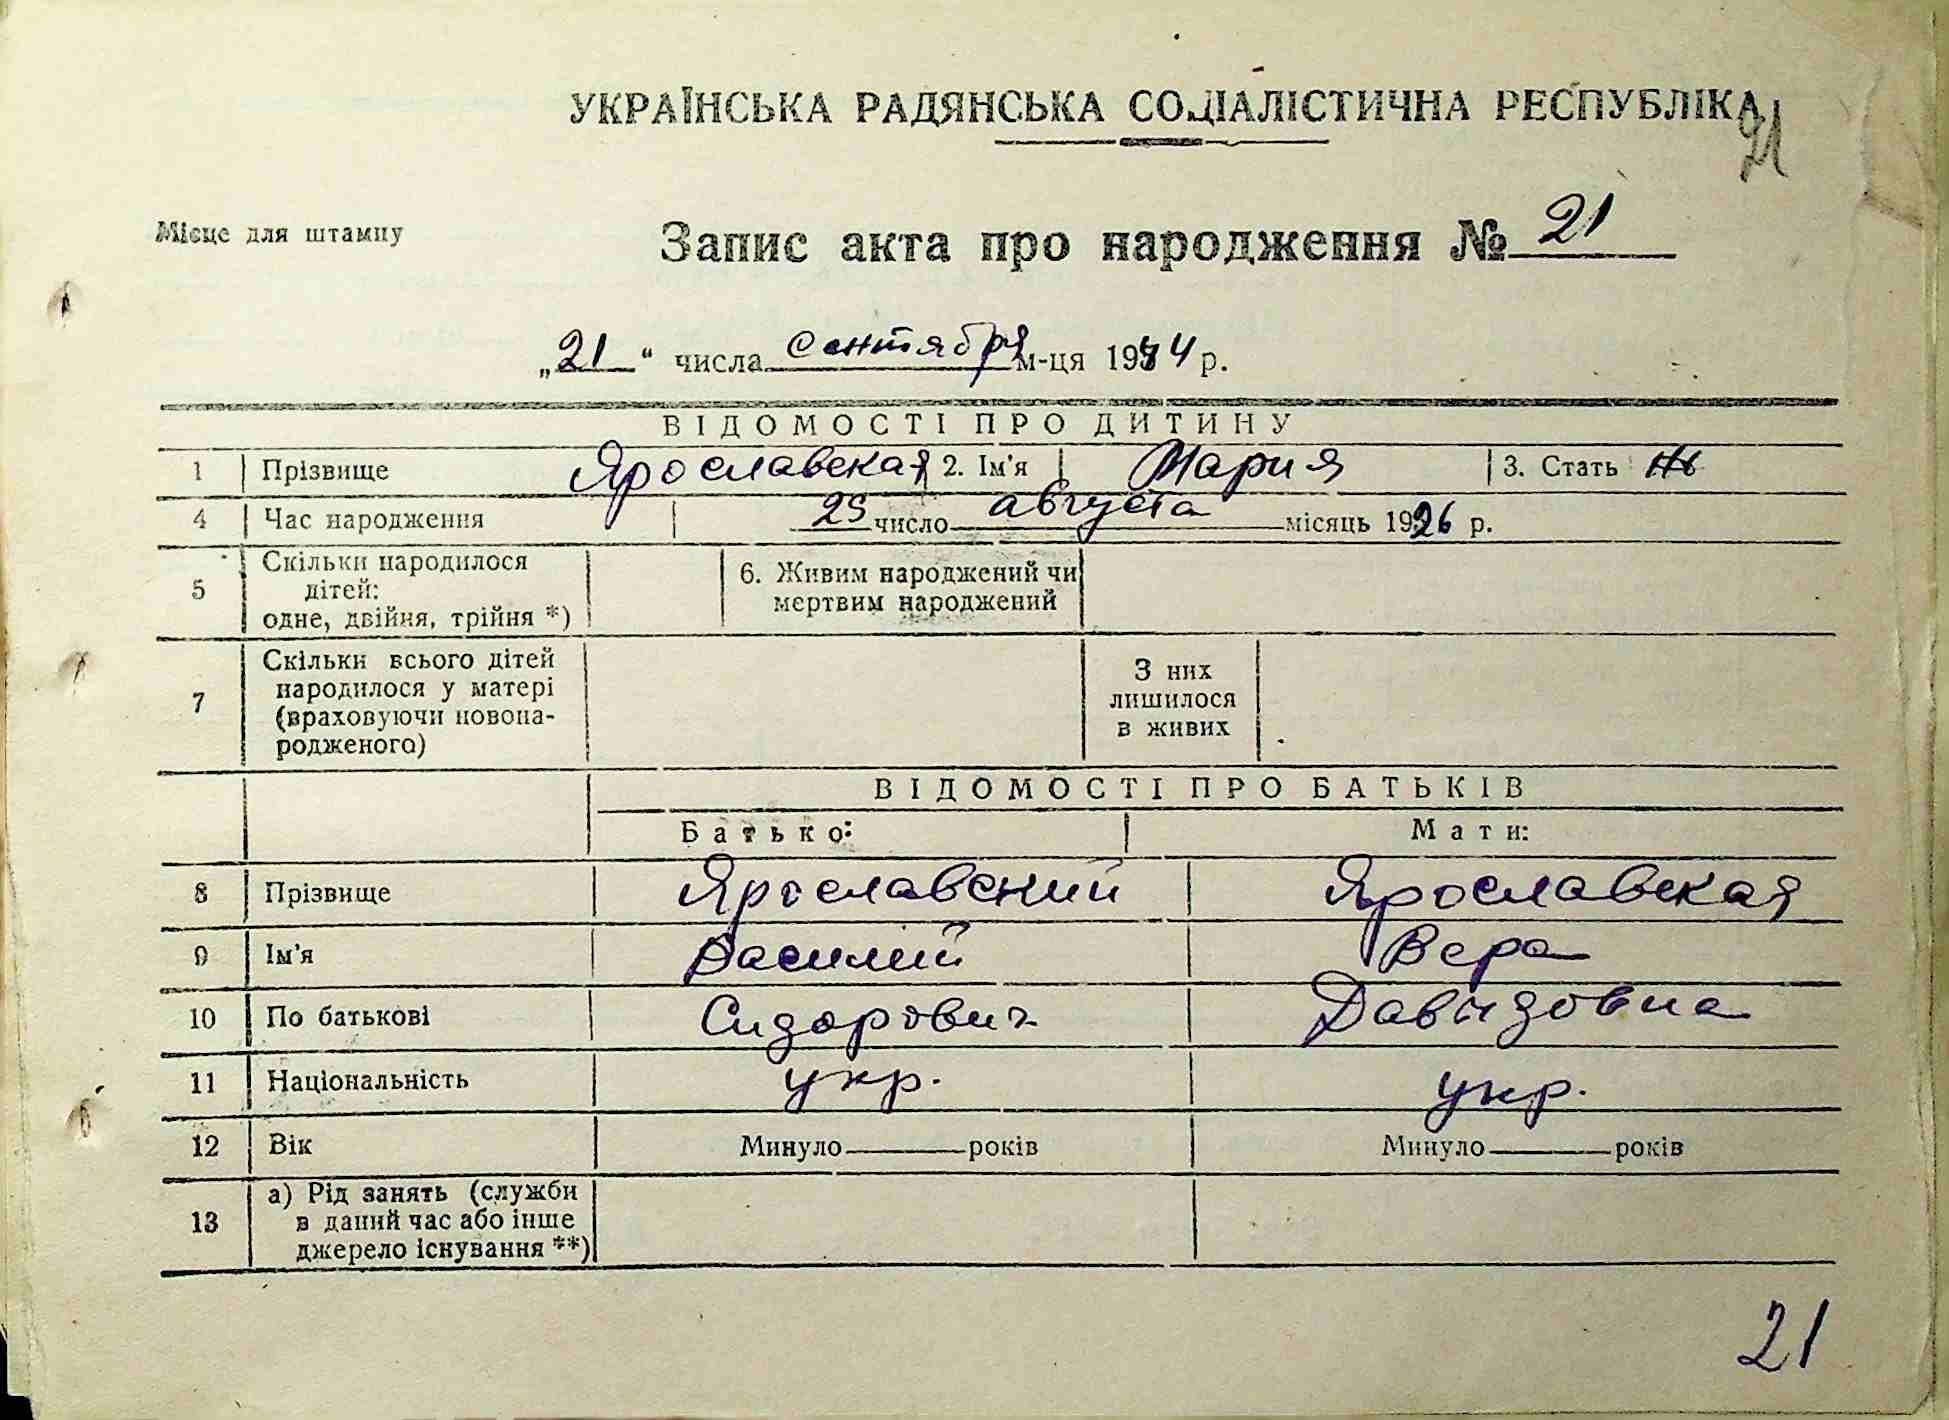 УКРАЇНСЬКА РАДЯНСЬКА СОЦІАЛІСТИЧНА РЕСПУБЛІКА
21
Місце для штампу
Запис акта про народження № 21
„21“ числа сентября м-ця 1944 р.
ВІДОМОСТІ ПРО ДИТИНУ
1 Прізвище Ярославская 2. Ім'я Мария 3. Стать
4 Час народження 25 число августа місяць 1926 р.
5 Скільки народилося дітей: одне, двійня, трійня *) 6. Живим народжений чи мертвим народжений
7 Скільки всього дітей народилося у матері (враховуючи новонародженого) З них лишилося в живих
ВІДОМОСТІ ПРО БАТЬКІВ
Батько: Мати:
8 Прізвище Ярославский Ярославская
9 Ім'я Василий Вера
10 По батькові Сидорович Давыдовна
11 Національність укр. укр.
12 Вік Минуло років Минуло років
13 а) Рід занять (служби в даний час або інше джерело існування **)
21